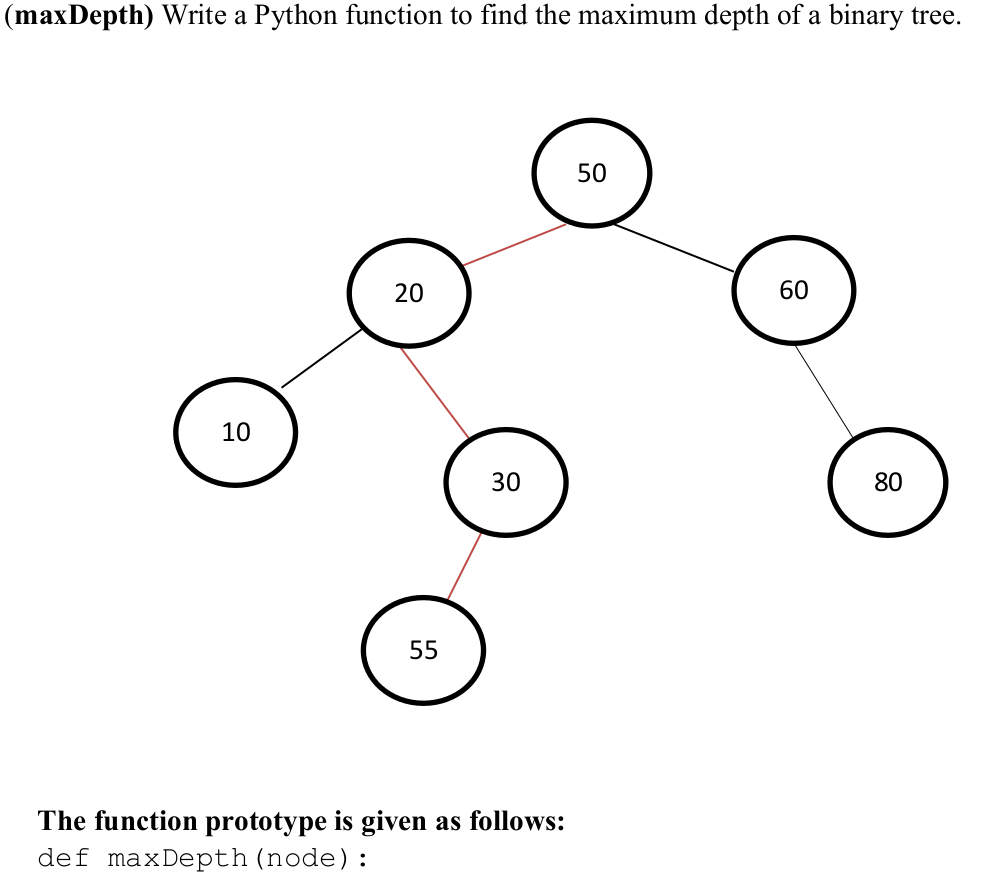 (maxDepth) Write a Python function to find the maximum depth of a binary tree.
50
20
60
10
30
80
55
The function prototype is given as follows:
def maxDepth(node):